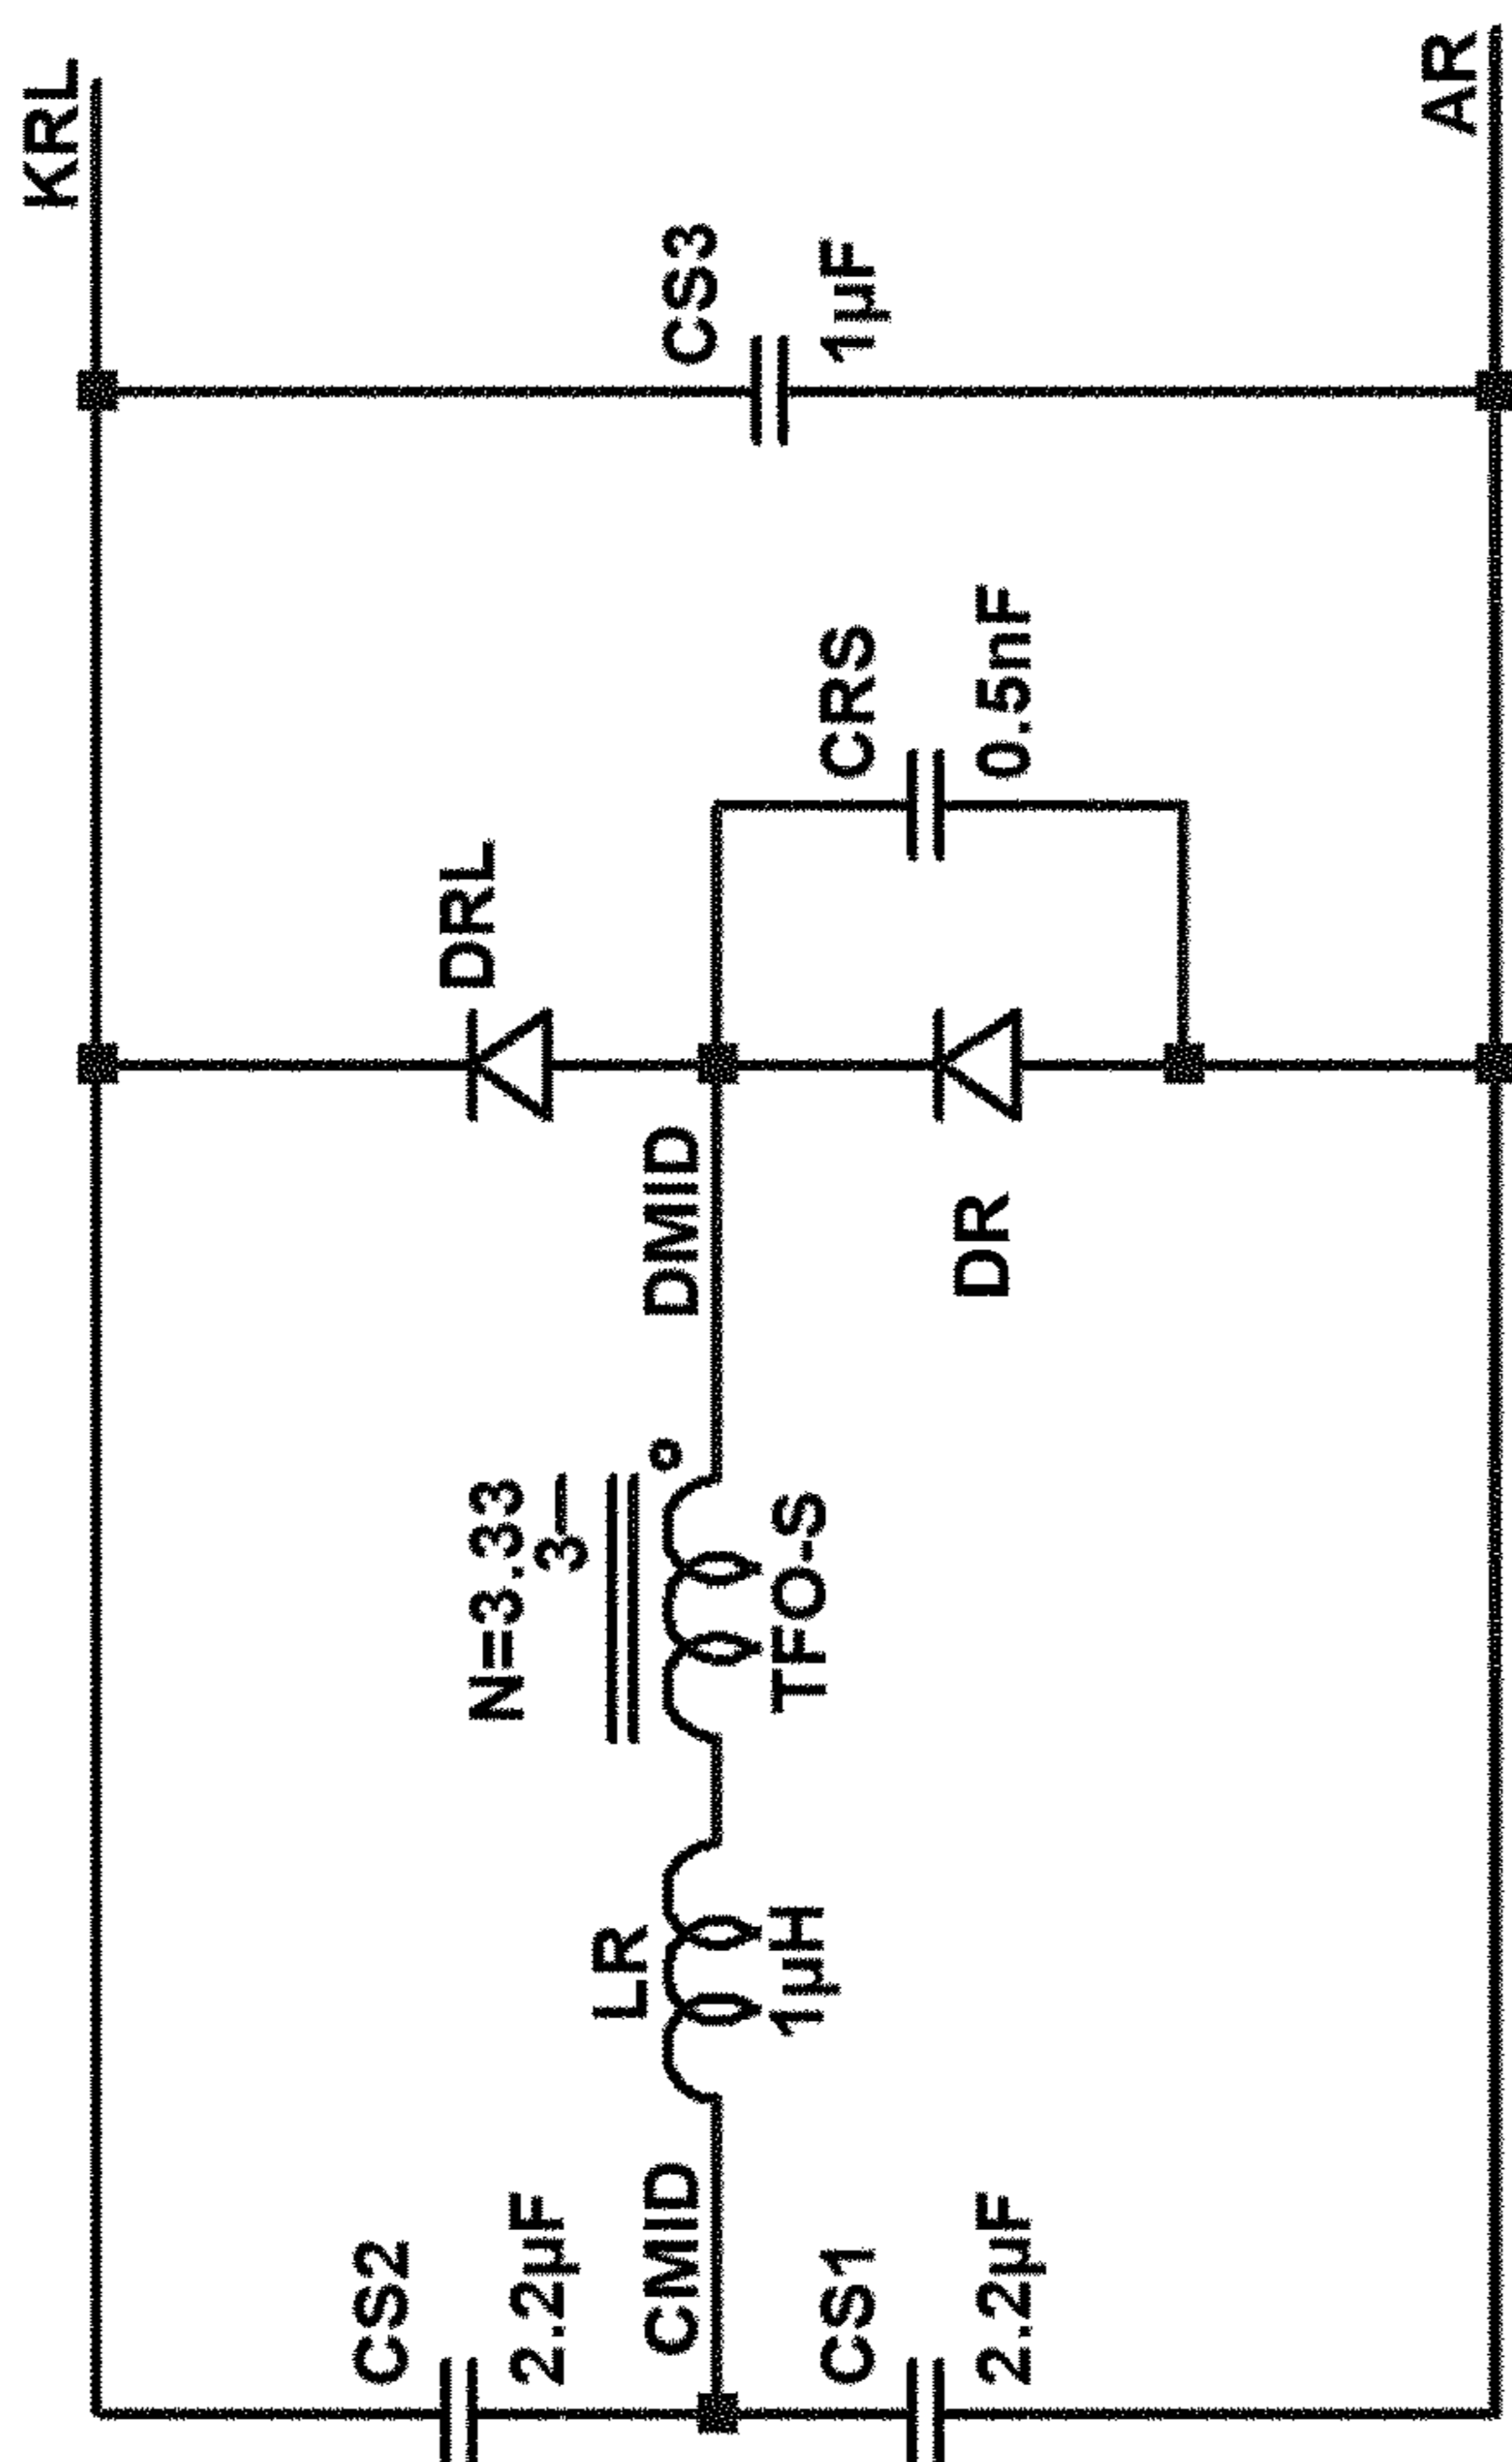 KRL
CS2
2.2µF
DRL
N=3.33
3
CMID
LR
1µH
TFO-S
DMID
CS3
1µF
CS1
2.2µF
DR
CRS
0.5nF
AR